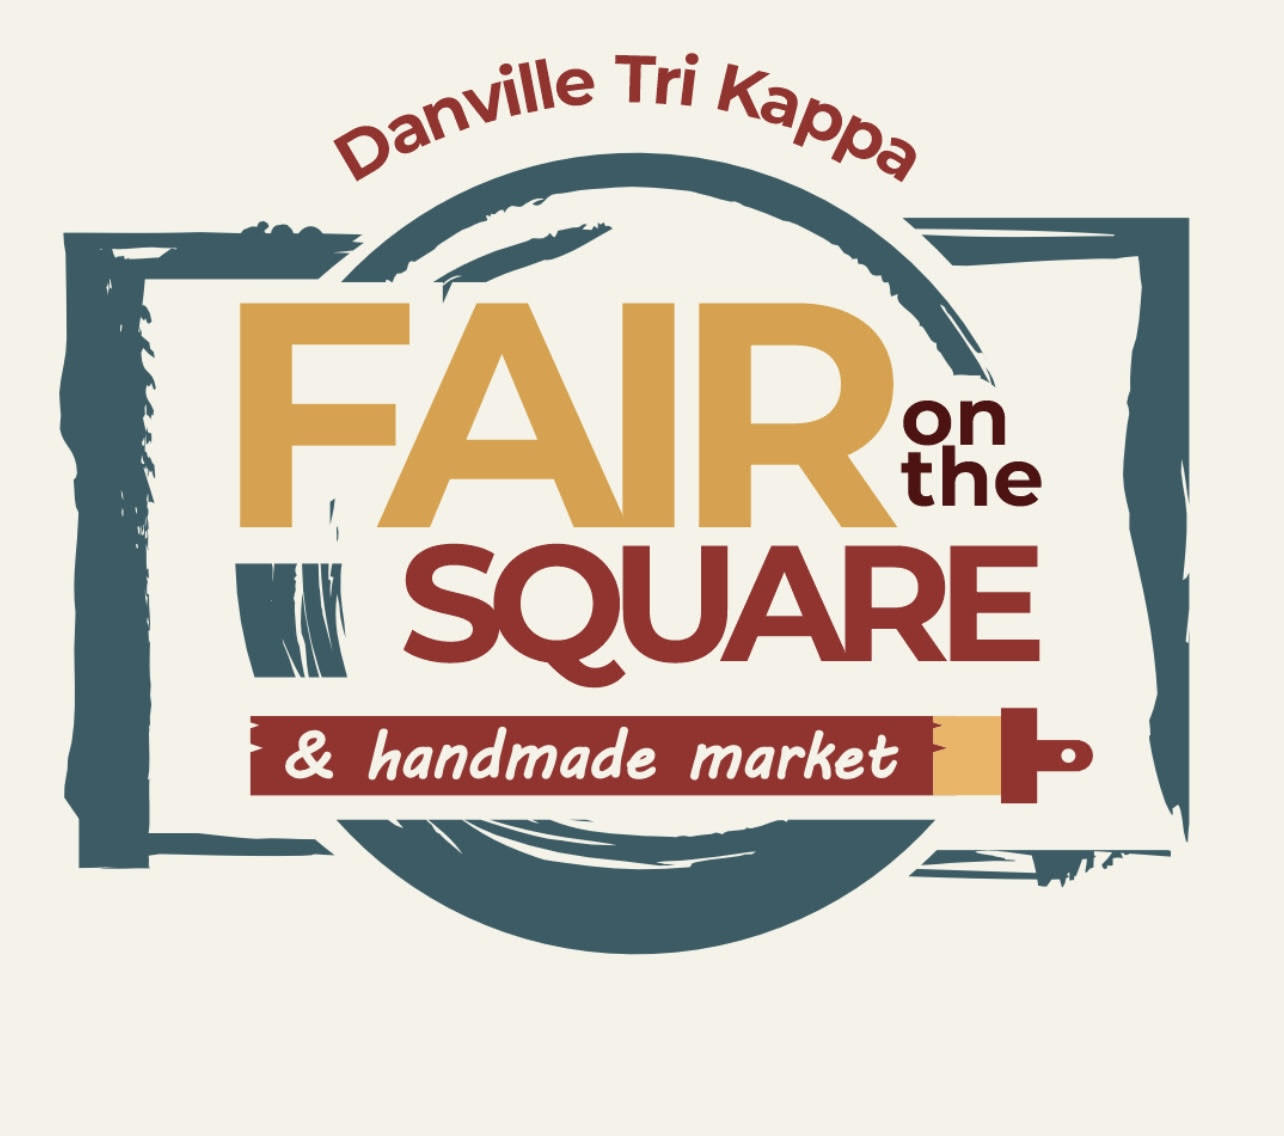 Danville Tri Kappa
FAIR
on
the
SQUARE
& handmade market